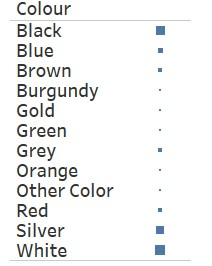 Colour
Black
Blue
Brown
Burgundy
Gold
Green
Grey
Orange
Other Color
Red
Silver
White